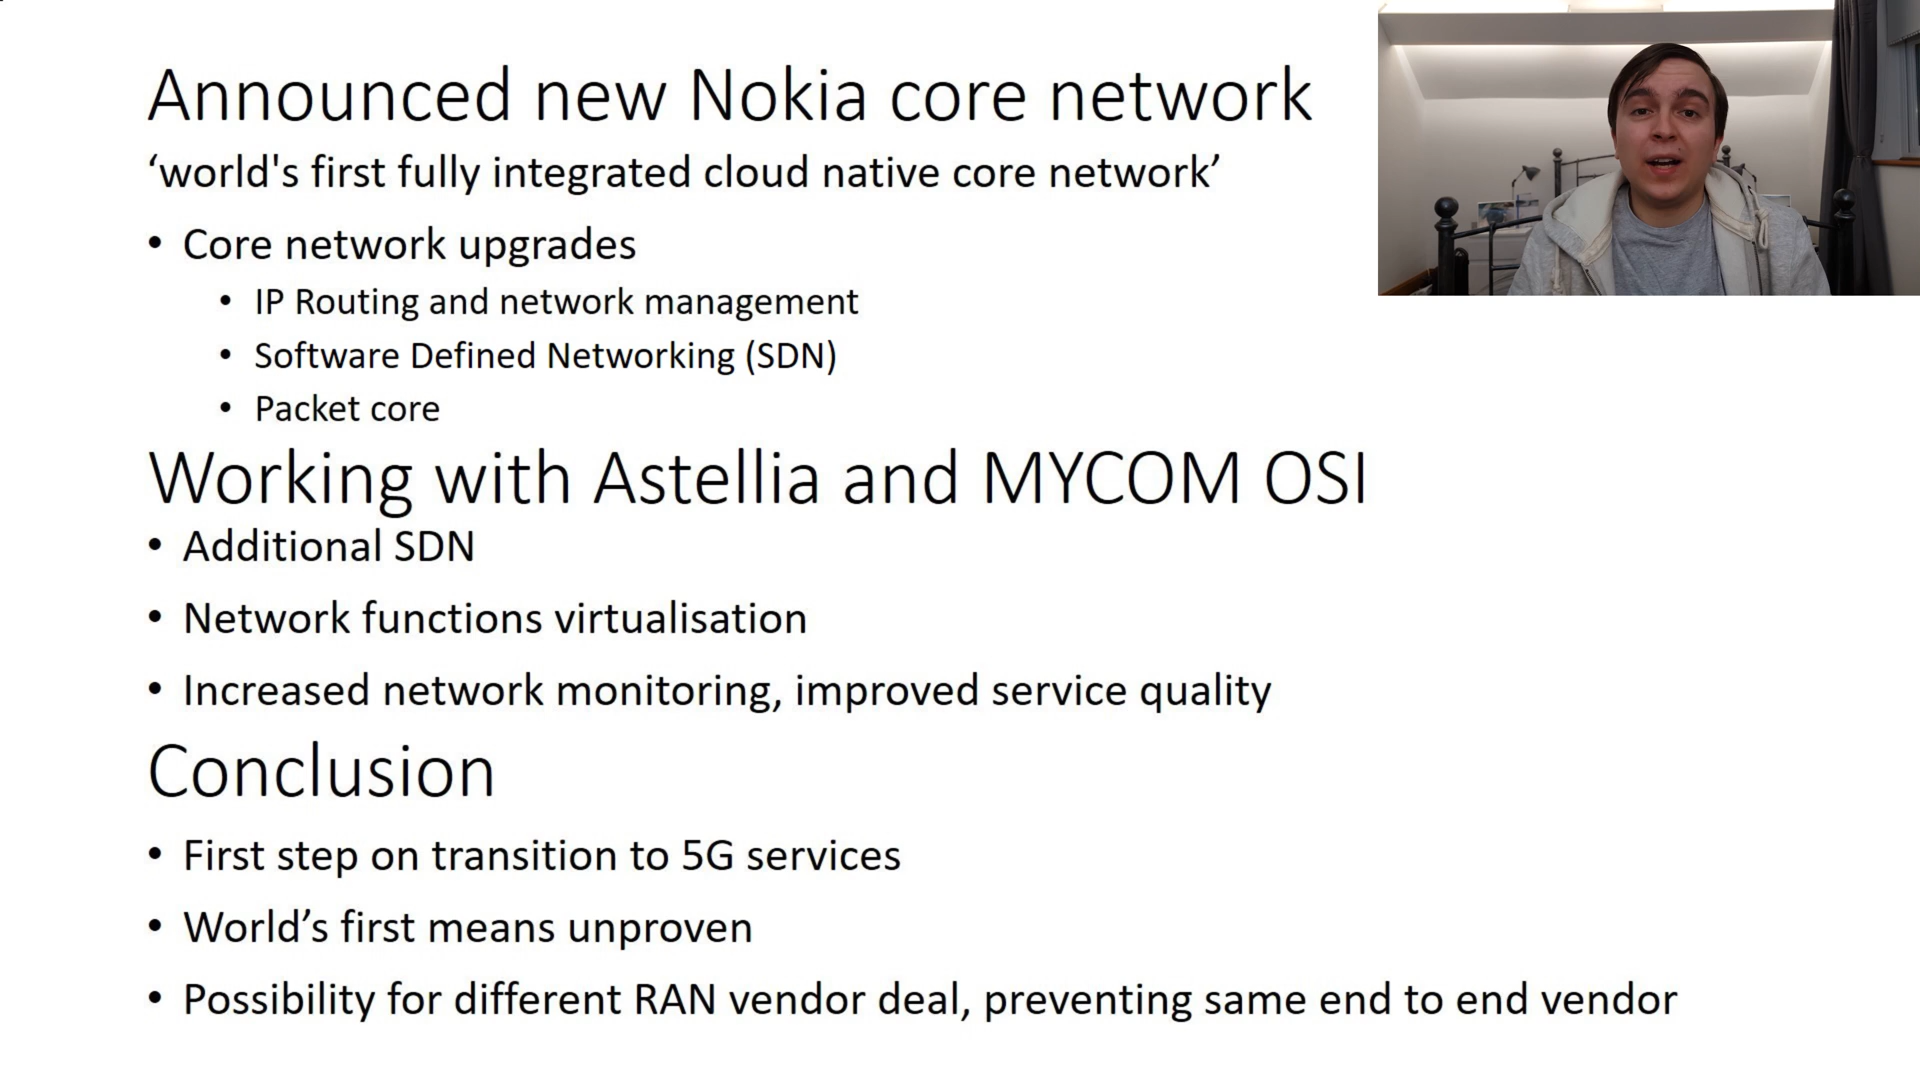 Announced new Nokia core network
‘world's first fully integrated cloud native core network’
• Core network upgrades
• IP Routing and network management
• Software Defined Networking (SDN)
• Packet core
Working with Astellia and MYCOM OSI
• Additional SDN
• Network functions virtualisation
• Increased network monitoring, improved service quality
Conclusion
• First step on transition to 5G services
• World’s first means unproven
• Possibility for different RAN vendor deal, preventing same end to end vendor